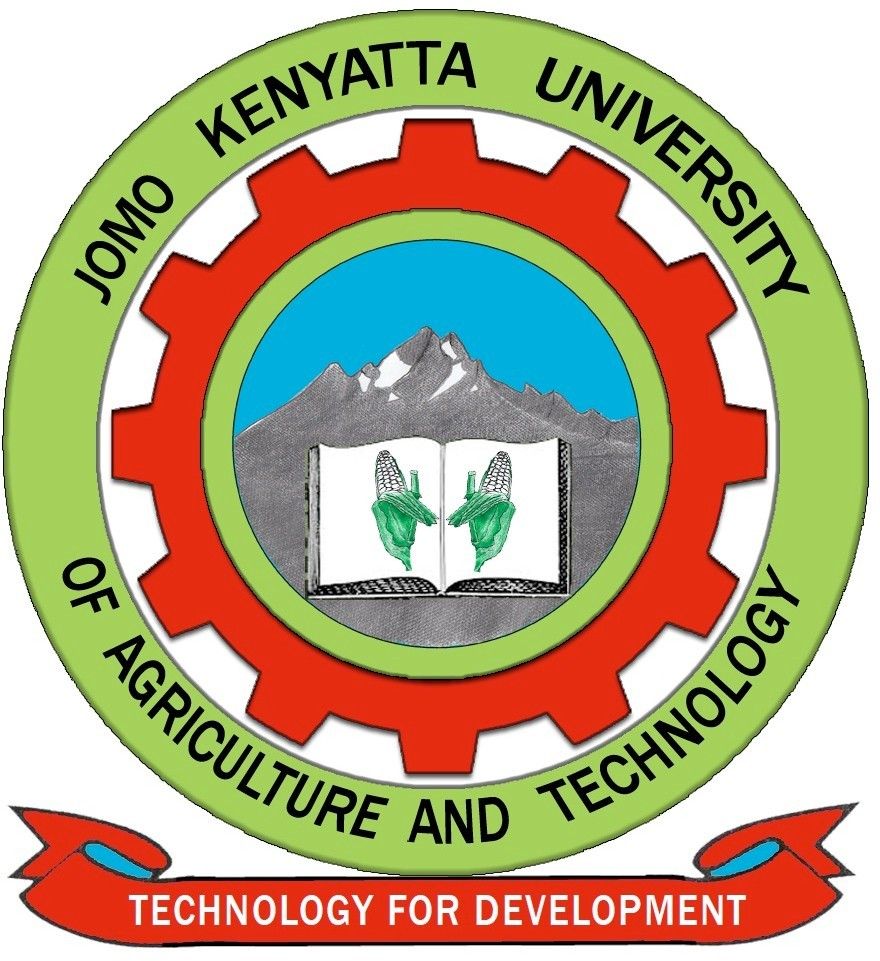 JOMO KENYATTA UNIVERSITY
OF AGRICULTURE AND TECHNOLOGY
TECHNOLOGY FOR DEVELOPMENT